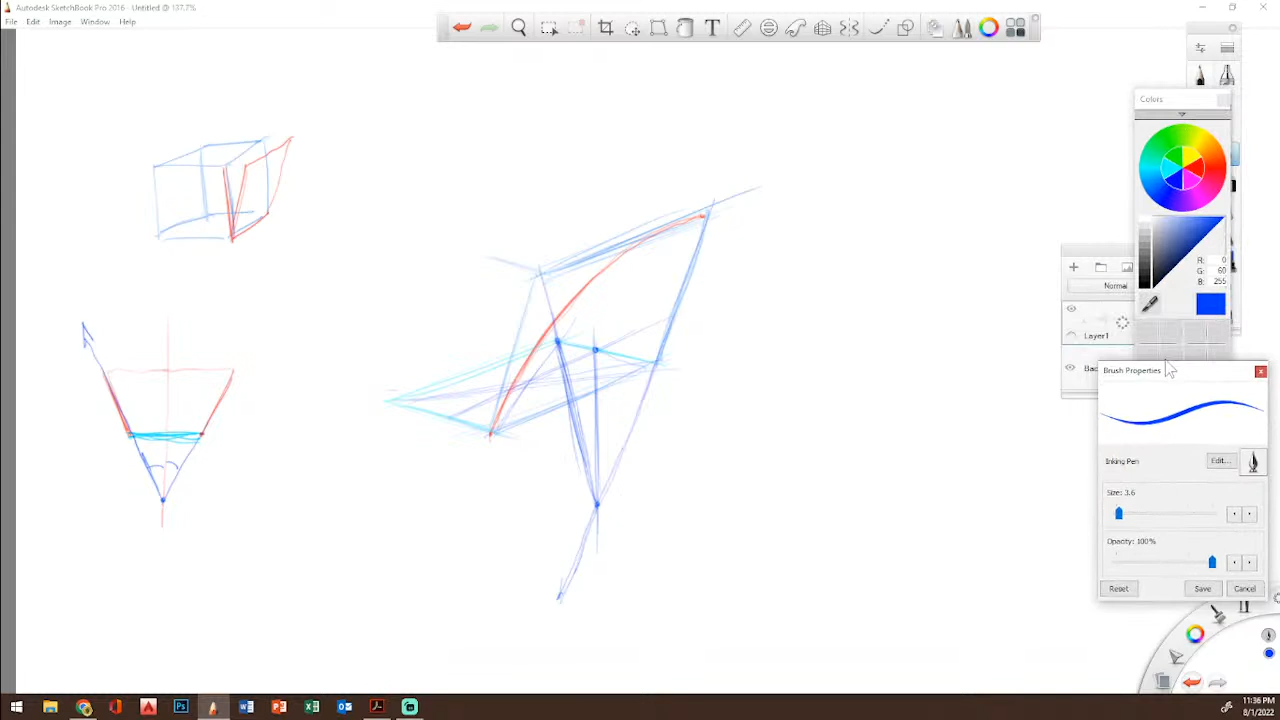 Autodesk SketchBook Pro 2016 - Untitled @ 137.7%
File Edit Image Window Help
Colors
R: 0
G: 60
B: 255
Normal
Layer1
Brush Properties
Inking Pen
Edit...
Size: 3.6
Opacity: 100%
Reset Save Cancel
11:36 PM
8/1/2022